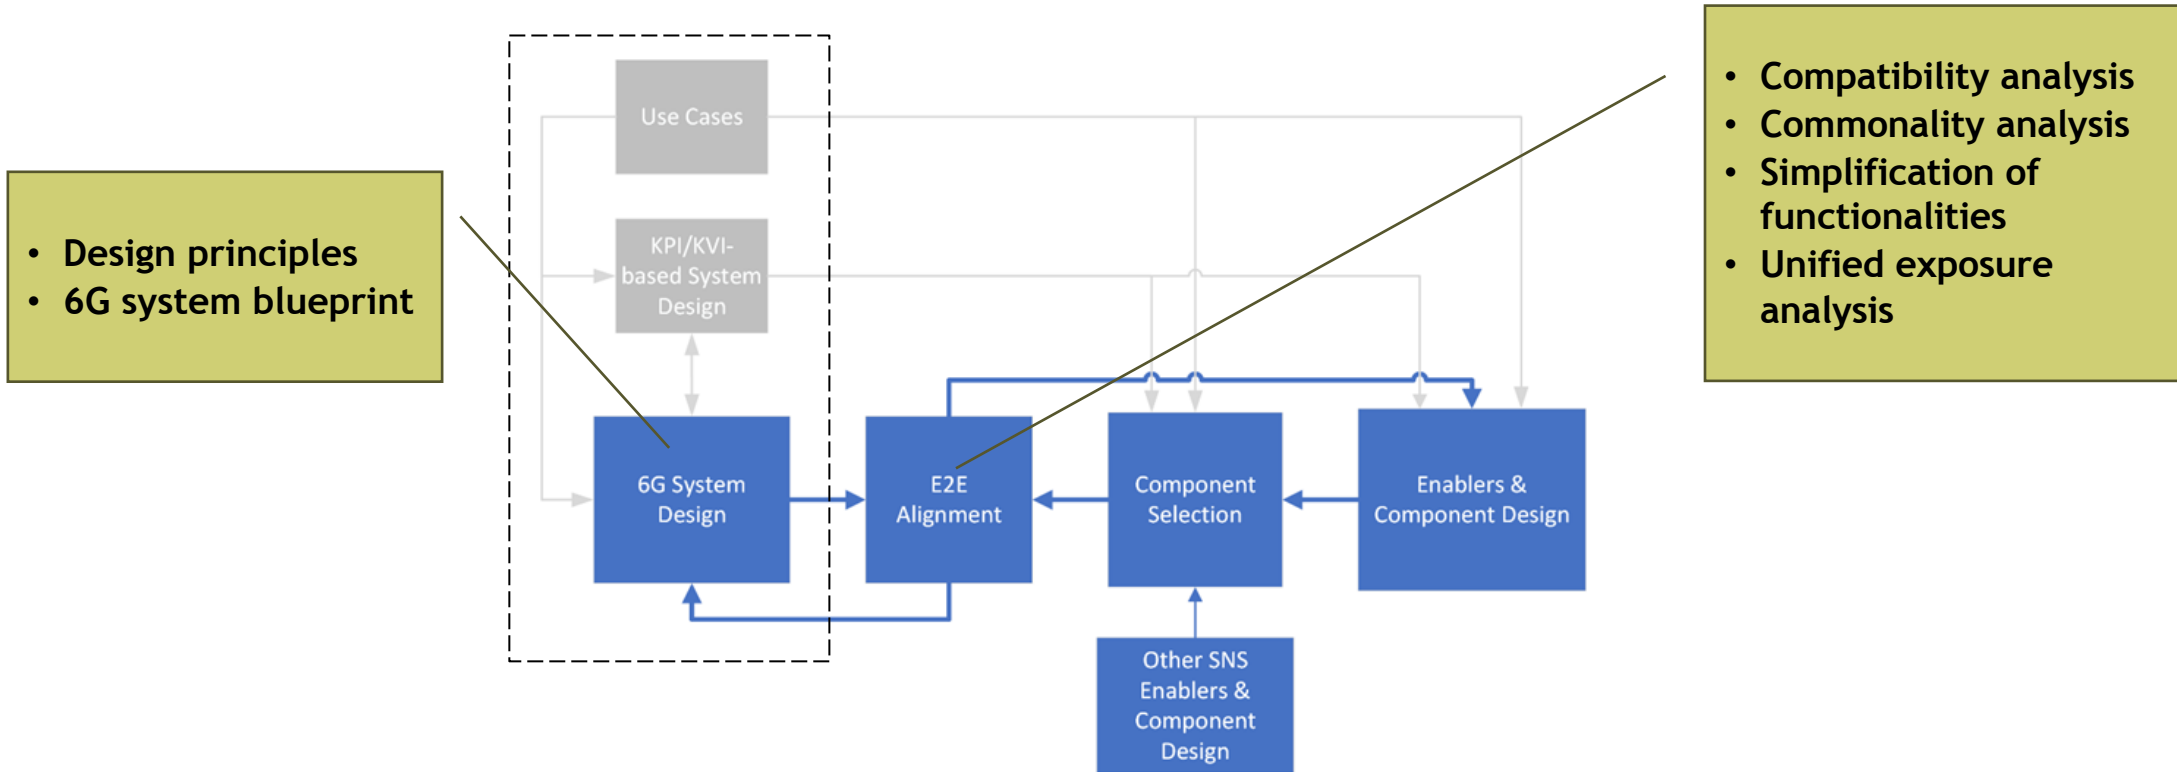 • Design principles
• 6G system blueprint
Use Cases
KPI/KVI-
based System
Design
6G System
Design
E2E
Alignment
Component
Selection
Enablers &
Component Design
Other SNS
Enablers &
Component
Design
• Compatibility analysis
• Commonality analysis
• Simplification of
functionalities
• Unified exposure
analysis